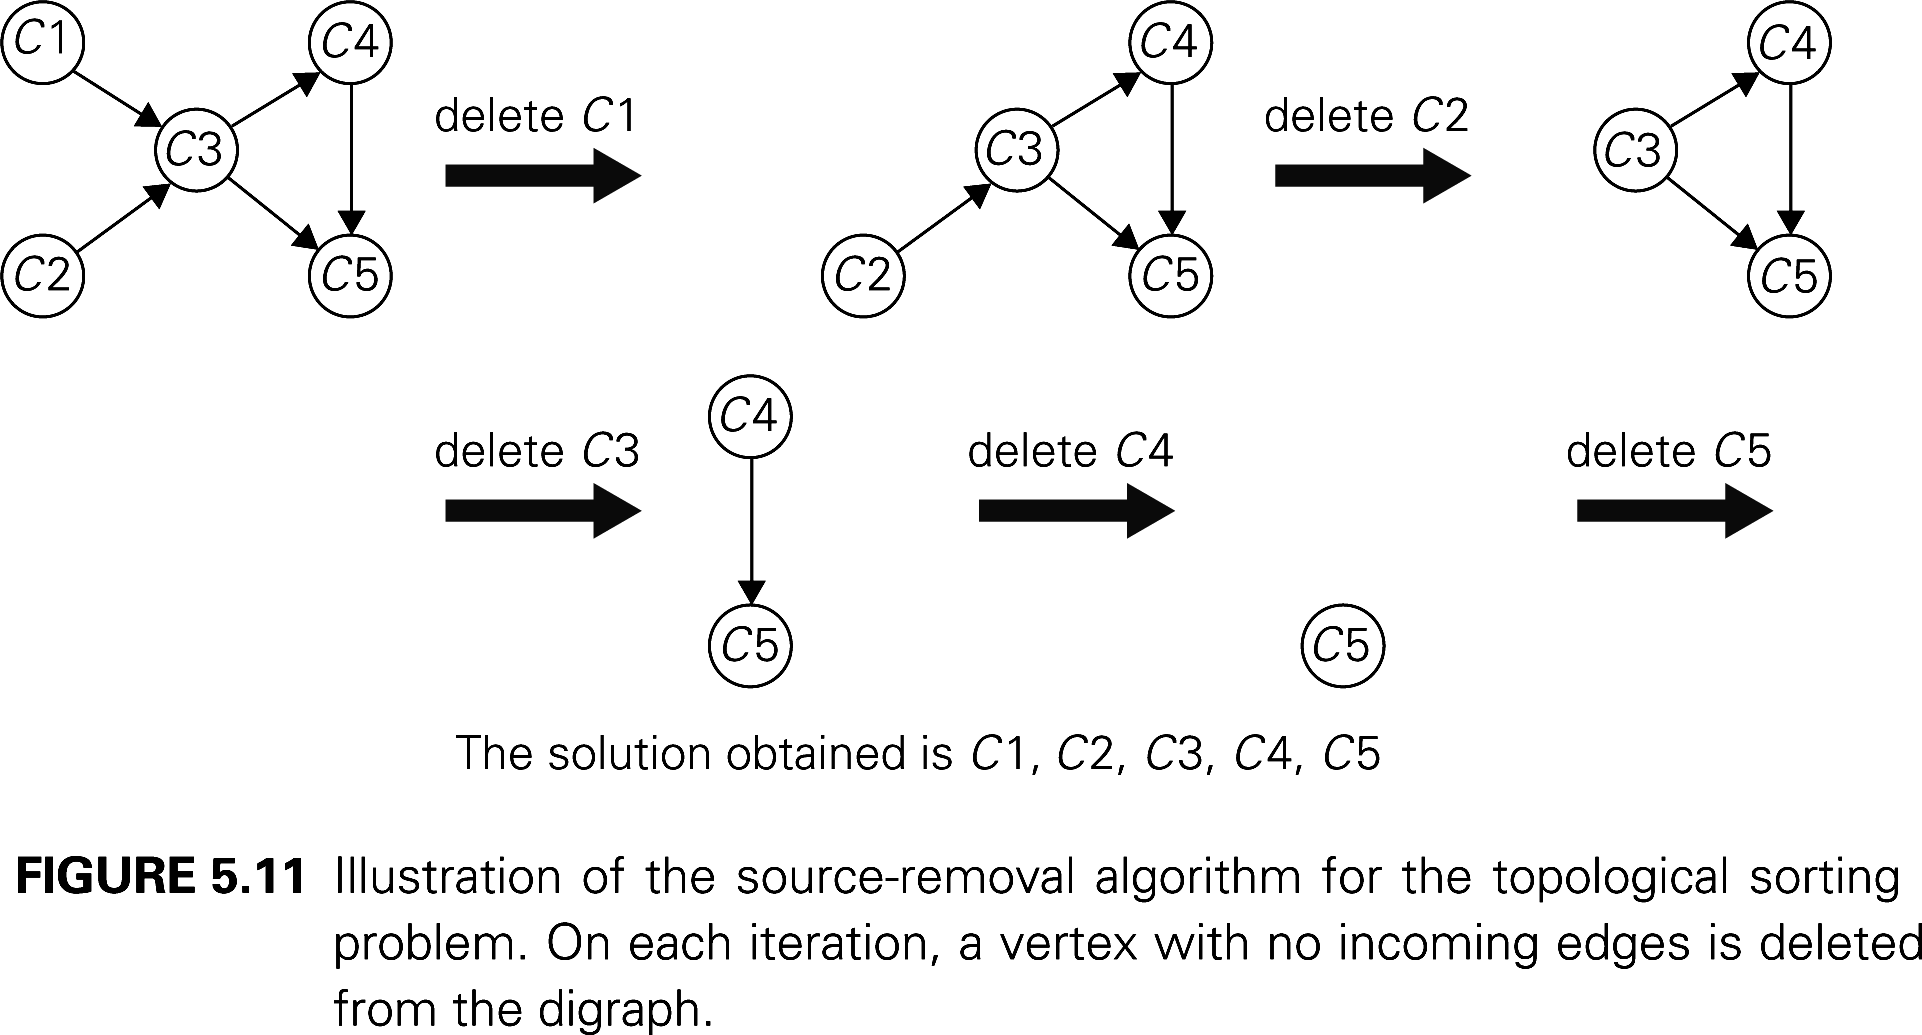 C1
C4
C3
C2
C5
delete C1
C4
C3
C2
C5
delete C2
C4
C3
C5
delete C3
C4
C5
delete C4
C5
delete C5
The solution obtained is C1, C2, C3, C4, C5
FIGURE 5.11 Illustration of the source-removal algorithm for the topological sorting
problem. On each iteration, a vertex with no incoming edges is deleted
from the digraph.